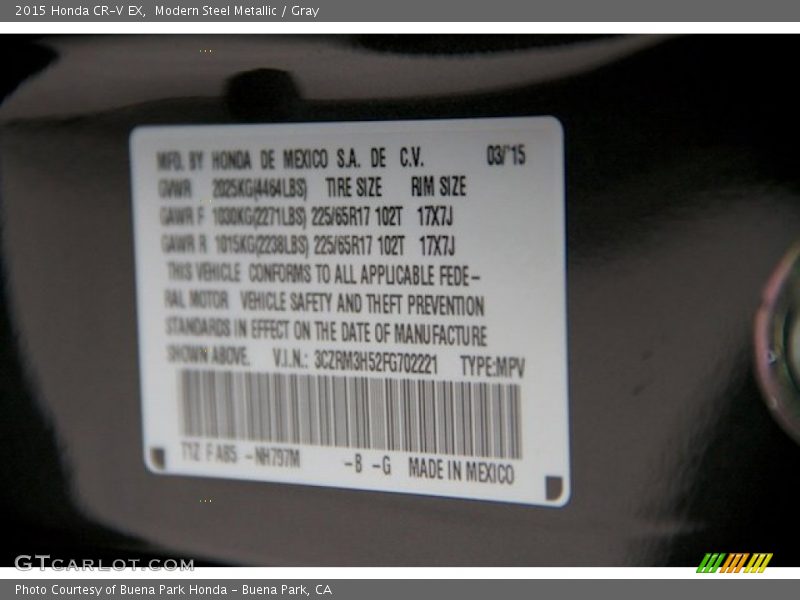 2015 Honda CR-V EX, Modern Steel Metallic / Gray
MFD. BY HONDA DE MEXICO S.A. DE C.V. 03/'15
GVWR 2025KG(4464LBS) TIRE SIZE RIM SIZE
GAWR F 1030KG(2271LBS) 225/65R17 102T 17X7J
GAWR R 1015KG(2238LBS) 225/65R17 102T 17X7J
THIS VEHICLE CONFORMS TO ALL APPLICABLE FEDE-
RAL MOTOR VEHICLE SAFETY AND THEFT PREVENTION
STANDARDS IN EFFECT ON THE DATE OF MANUFACTURE
SHOWN ABOVE. V.I.N.: 3CZRM3H52FG702221 TYPE:MPV
-NH797M -B -G MADE IN MEXICO
GTCARLOT.COM
Photo Courtesy of Buena Park Honda - Buena Park, CA